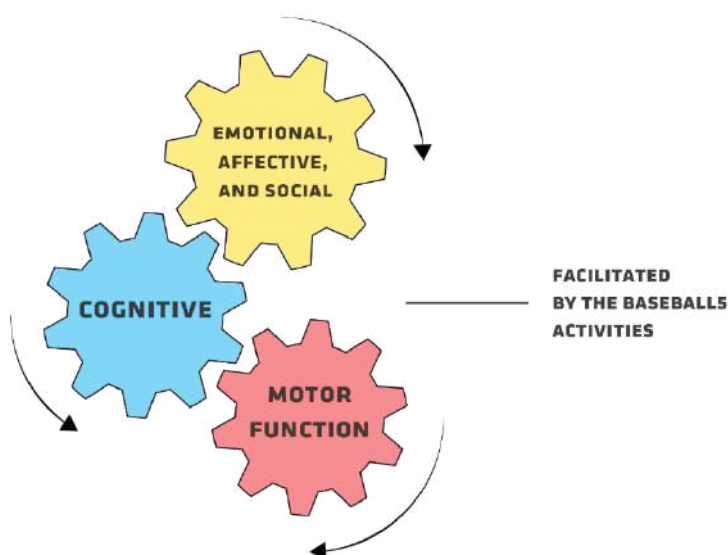 EMOTIONAL,
AFFECTIVE,
AND SOCIAL
COGNITIVE
MOTOR
FUNCTION
FACILITATED
BY THE BASEBALL5
ACTIVITIES